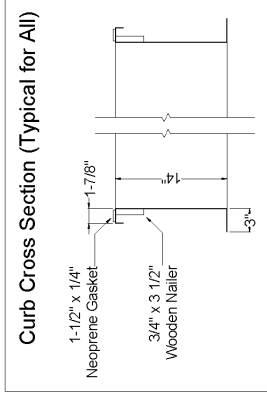 Curb Cross Section (Typical for All)
1-1/2" x 1/4"
Neoprene Gasket
1-7/8"
14"
3/4" x 3 1/2"
Wooden Nailer
3"